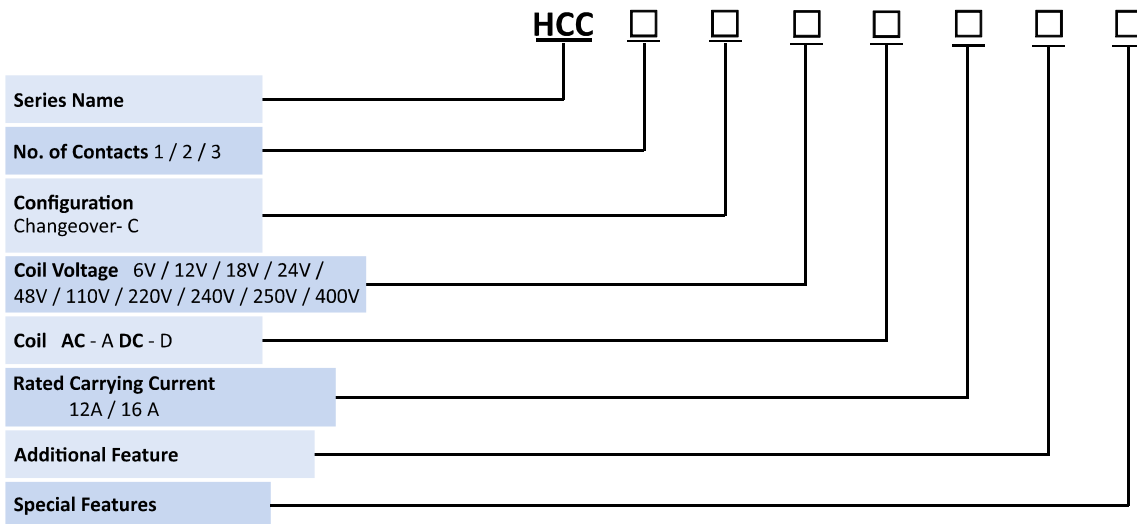 HCC □ □ □ □ □ □ □
Series Name
No. of Contacts 1 / 2 / 3
Configuration
Changeover- C
Coil Voltage 6V / 12V / 18V / 24V /
48V / 110V / 220V / 240V / 250V / 400V
Coil AC - A DC - D
Rated Carrying Current
12A / 16 A
Additional Feature
Special Features